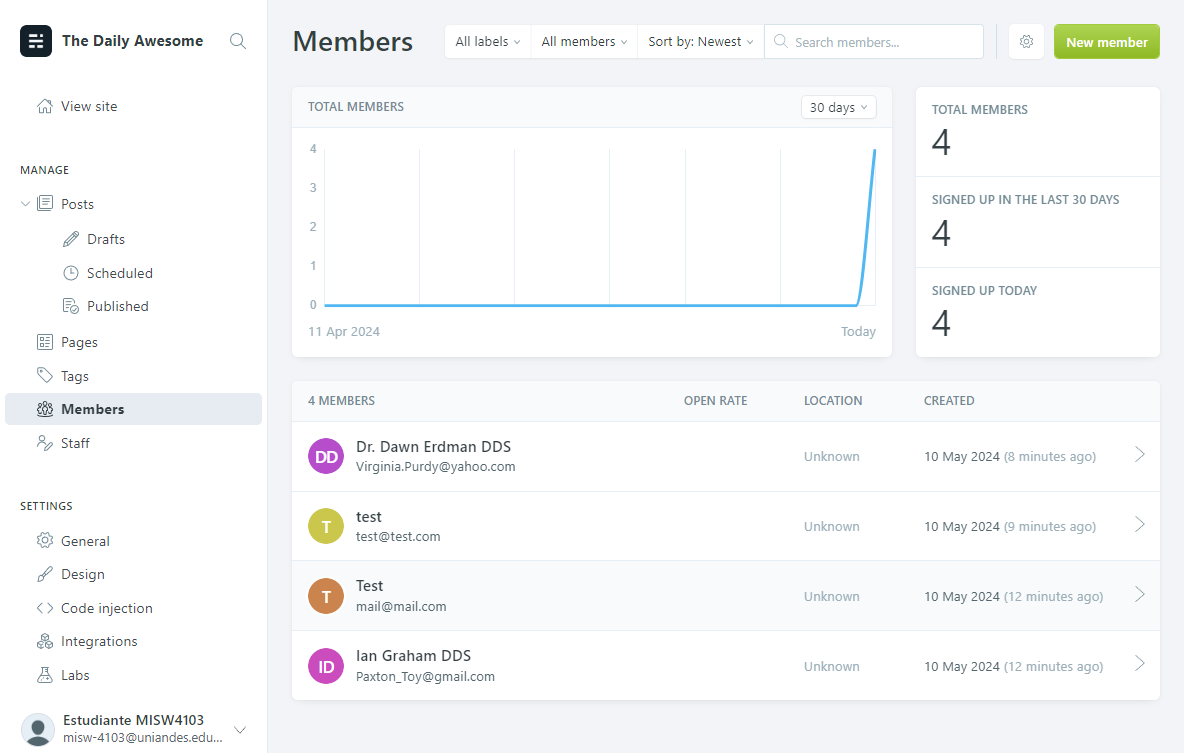 The Daily Awesome
View site
MANAGE
Posts
Drafts
Scheduled
Published
Pages
Tags
Members
Staff
SETTINGS
General
Design
Code injection
Integrations
Labs
Estudiante MISW4103
misw-4103@uniandes.edu...
Members
All labels
All members
Sort by: Newest
Search members...
New member
TOTAL MEMBERS
30 days
4
3
2
1
0
11 Apr 2024
Today
TOTAL MEMBERS
4
SIGNED UP IN THE LAST 30 DAYS
4
SIGNED UP TODAY
4
4 MEMBERS OPEN RATE LOCATION CREATED
DD Dr. Dawn Erdman DDS
Virginia.Purdy@yahoo.com
Unknown
10 May 2024 (8 minutes ago)
T test
test@test.com
Unknown
10 May 2024 (9 minutes ago)
T Test
mail@mail.com
Unknown
10 May 2024 (12 minutes ago)
ID Ian Graham DDS
Paxton_Toy@gmail.com
Unknown
10 May 2024 (12 minutes ago)